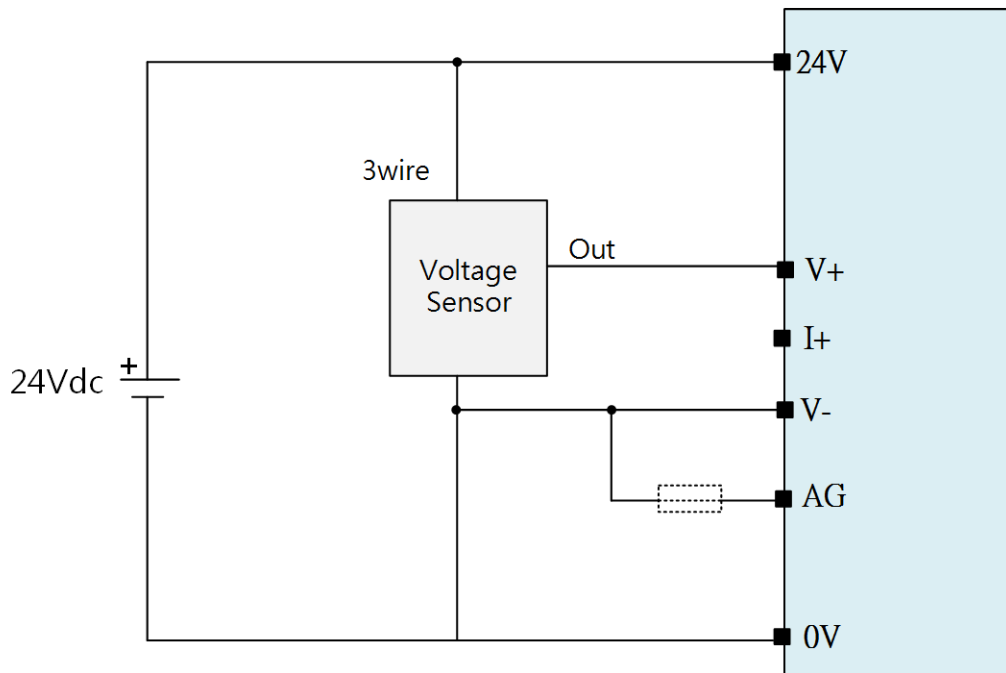 24V
3wire
Out
Voltage
Sensor
V+
I+
+
24Vdc
V-
AG
0V